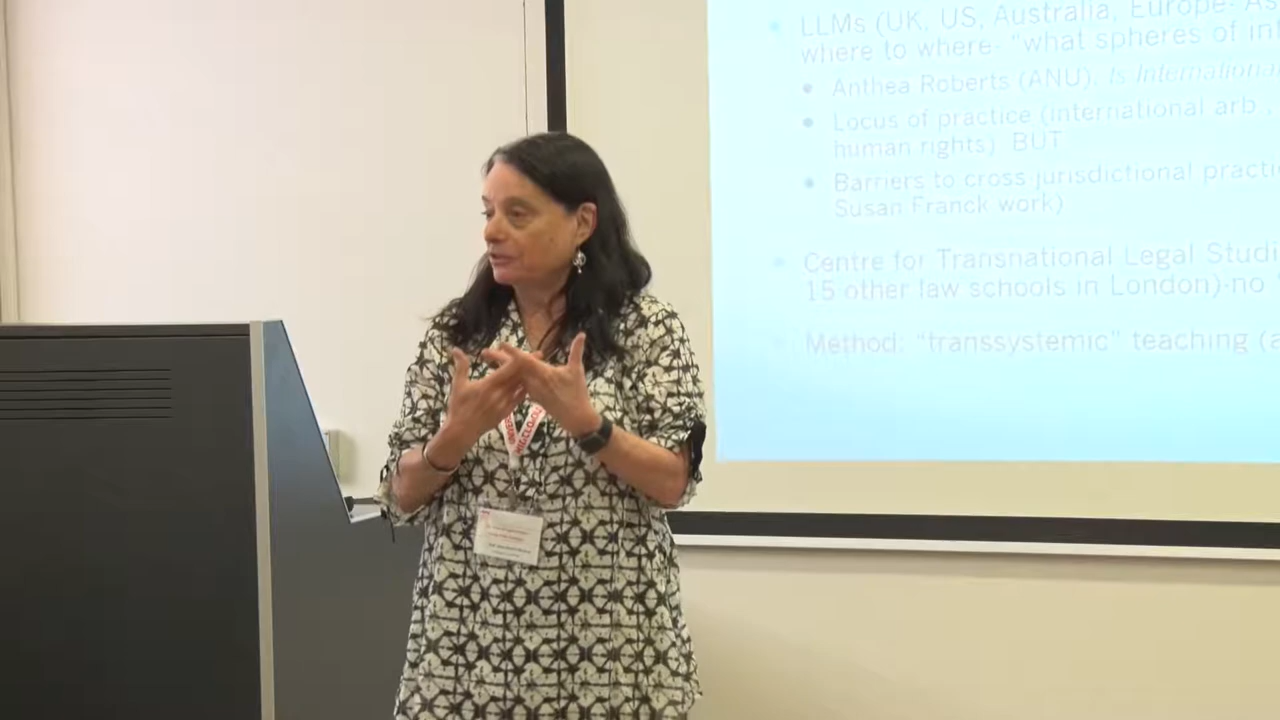 LLMs (UK, US, Australia, Europe- As
where to where- "what spheres of inf
Anthea Roberts (ANU), Is International
Locus of practice (international arb.,
human rights) BUT
Barriers to cross-jurisdictional practi
Susan Franck work)
Centre for Transnational Legal Studi
15 other law schools in London)-no
Method: "transsystemic" teaching (a